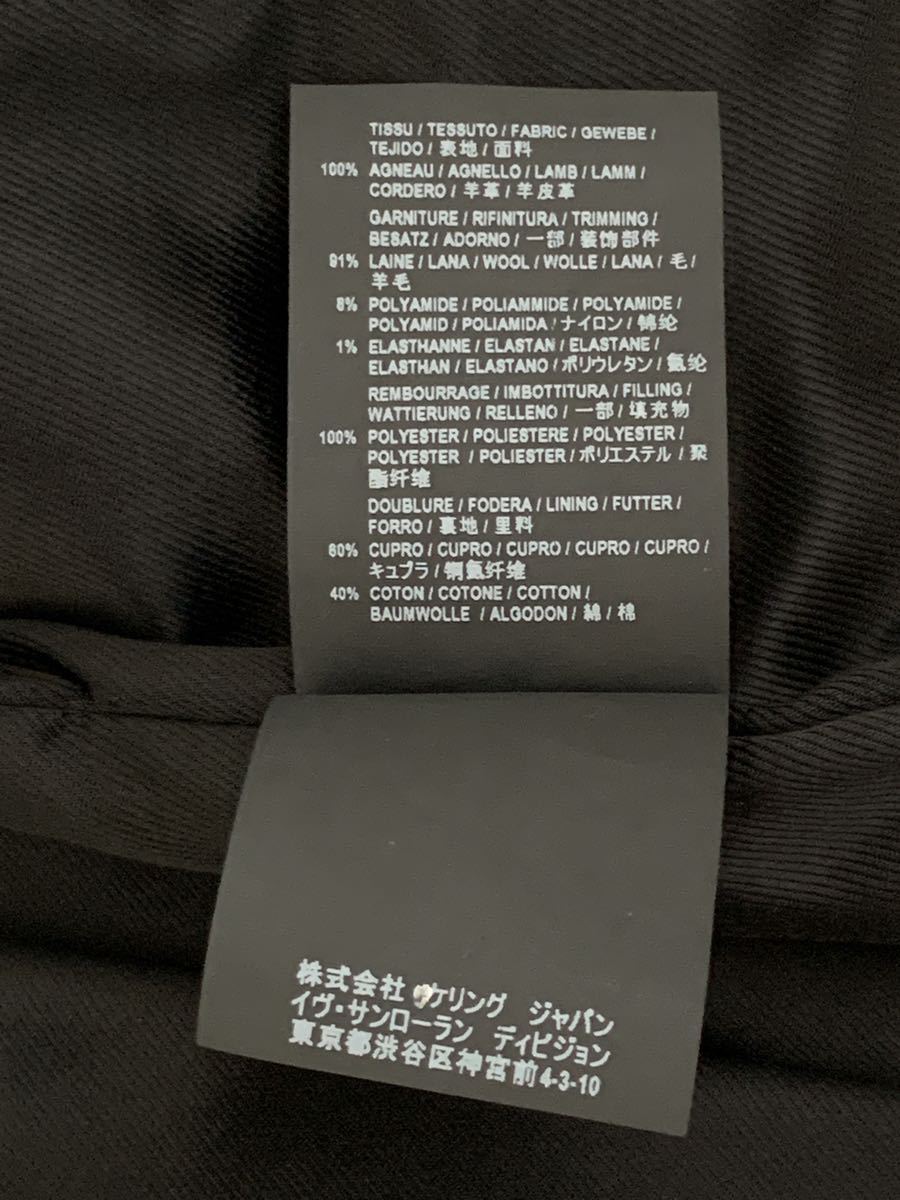 TISSU / TESSUTO / FABRIC / GEWEBE /
TEJIDO / 表地 / 面料
100% AGNEAU / AGNELLO / LAMB / LAMM /
CORDERO / 羊革 / 羊皮革
GARNITURE / RIFINITURA / TRIMMING /
BESATZ / ADORNO / 一部 / 装饰部件
91% LAINE / LANA / WOOL / WOLLE / LANA / 毛 /
羊毛
8% POLYAMIDE / POLIAMMIDE / POLYAMIDE /
POLYAMID / POLIAMIDA / ナイロン / 锦纶
1% ELASTHANNE / ELASTAN / ELASTANE /
ELASTHAN / ELASTANO / ポリウレタン / 氨纶
REMBOURRAGE / IMBOTTITURA / FILLING /
WATTIERUNG / RELLENO / 一部 / 填充物
100% POLYESTER / POLIESTERE / POLYESTER /
POLYESTER / POLIESTER / ポリエステル / 聚
酯纤维
DOUBLURE / FODERA / LINING / FUTTER /
FORRO / 裏地 / 里料
60% CUPRO / CUPRO / CUPRO / CUPRO / CUPRO /
キュプラ / 铜氨纤维
40% COTON / COTONE / COTTON /
BAUMWOLLE / ALGODON / 綿 / 棉
株式会社 ケリング ジャパン
イヴ・サンローラン ディビジョン
東京都渋谷区神宮前4-3-10